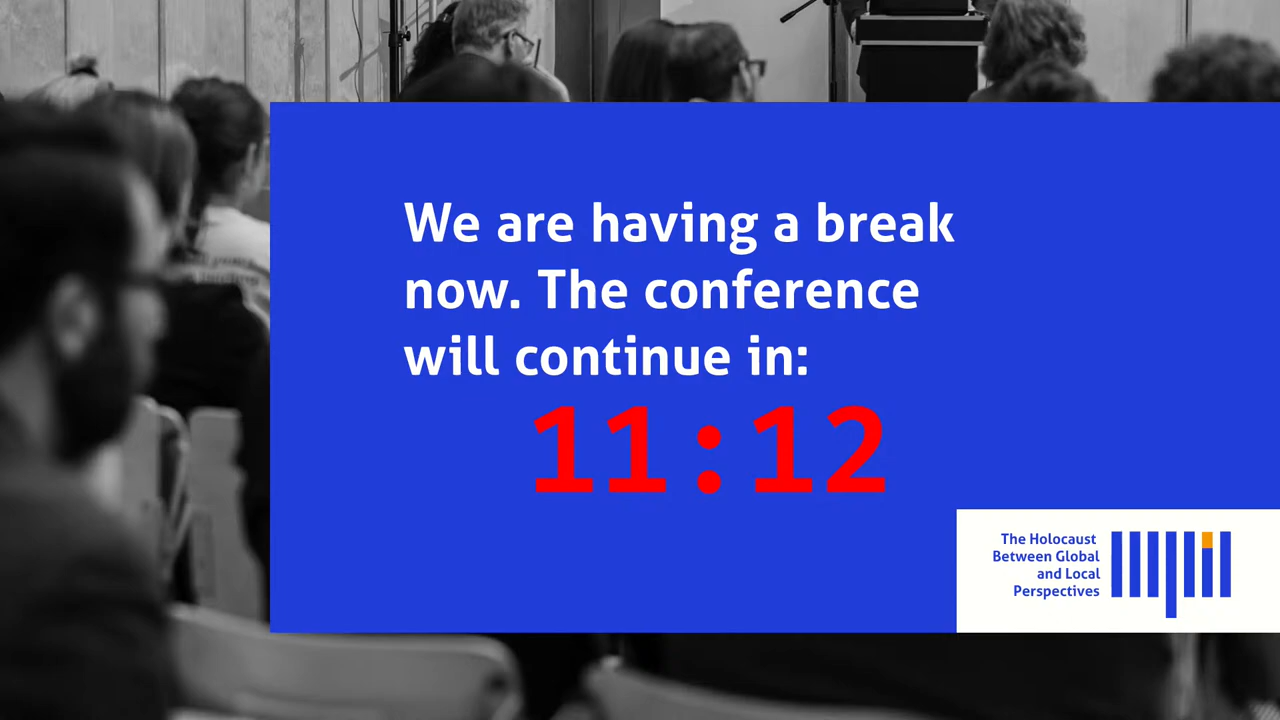 We are having a break
now. The conference
will continue in:
11:12
The Holocaust
Between Global
and Local
Perspectives